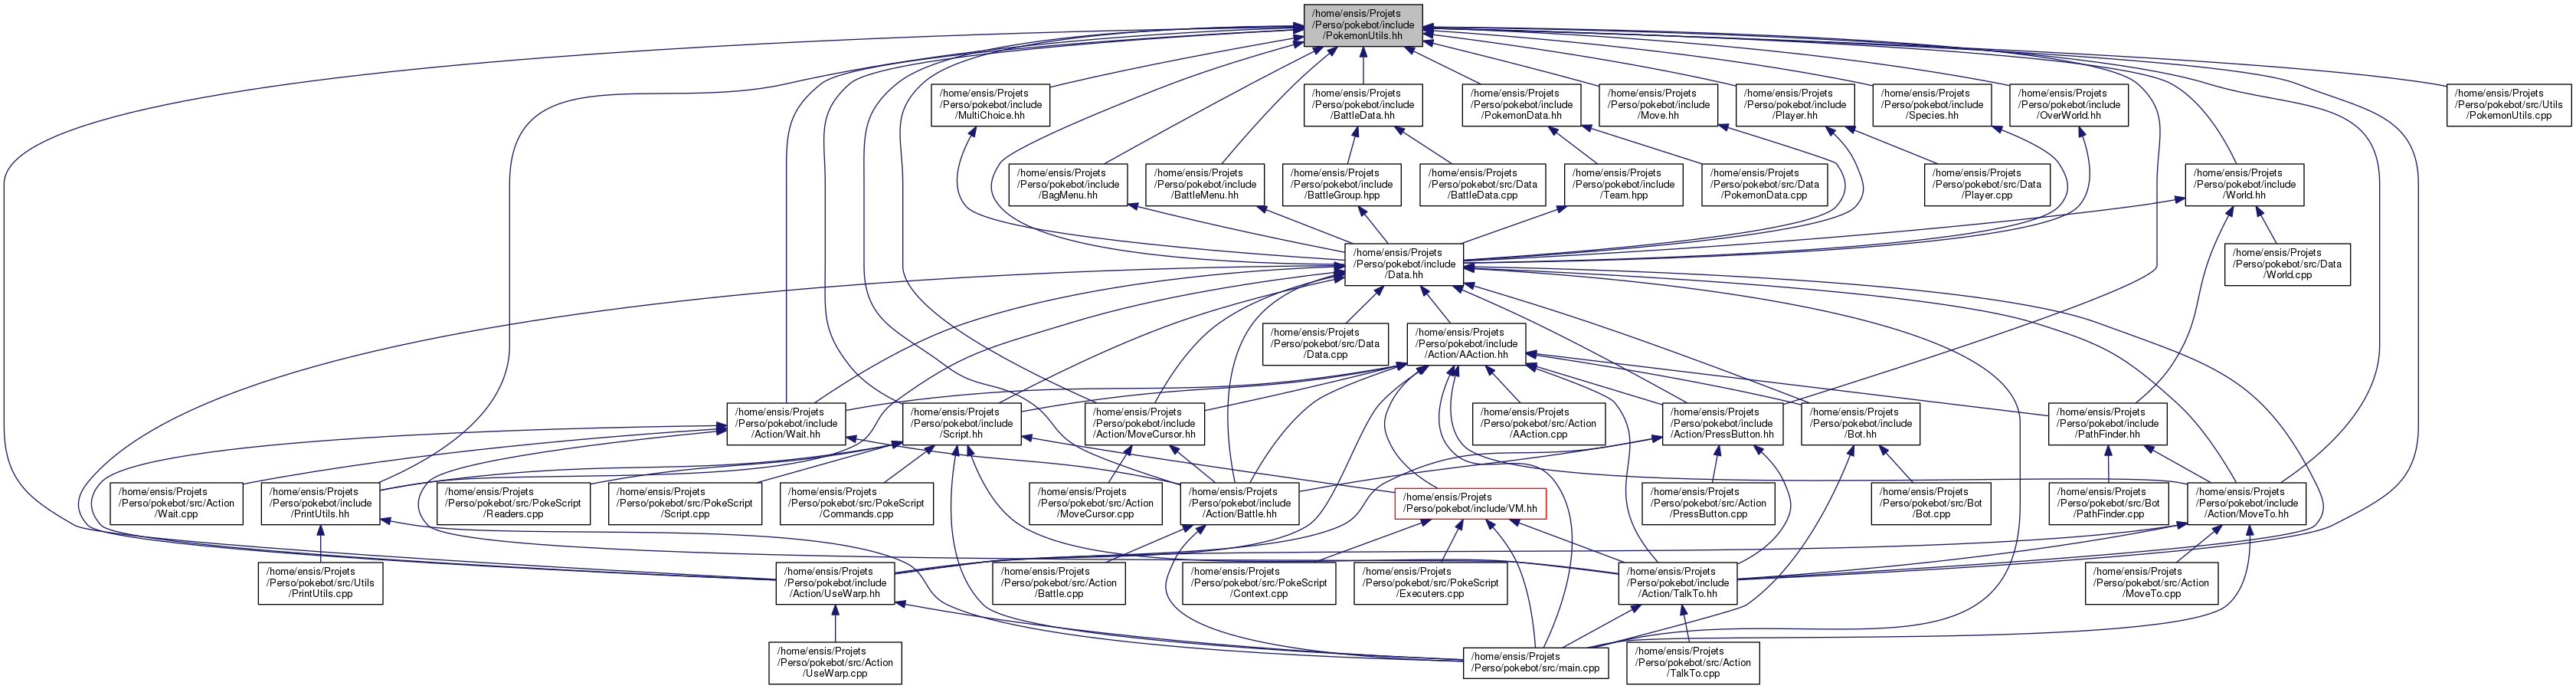 /home/ensis/Projets
/Perso/pokebot/include
/PokemonUtils.hh
/home/ensis/Projets
/Perso/pokebot/include
/MultiChoice.hh
/home/ensis/Projets
/Perso/pokebot/include
/BattleData.hh
/home/ensis/Projets
/Perso/pokebot/include
/PokemonData.hh
/home/ensis/Projets
/Perso/pokebot/include
/Move.hh
/home/ensis/Projets
/Perso/pokebot/include
/Player.hh
/home/ensis/Projets
/Perso/pokebot/include
/Species.hh
/home/ensis/Projets
/Perso/pokebot/include
/OverWorld.hh
/home/ensis/Projets
/Perso/pokebot/src/Utils
/PokemonUtils.cpp
/home/ensis/Projets
/Perso/pokebot/include
/BagMenu.hh
/home/ensis/Projets
/Perso/pokebot/include
/BattleMenu.hh
/home/ensis/Projets
/Perso/pokebot/include
/BattleGroup.hpp
/home/ensis/Projets
/Perso/pokebot/src/Data
/BattleData.cpp
/home/ensis/Projets
/Perso/pokebot/include
/Team.hpp
/home/ensis/Projets
/Perso/pokebot/src/Data
/PokemonData.cpp
/home/ensis/Projets
/Perso/pokebot/src/Data
/Player.cpp
/home/ensis/Projets
/Perso/pokebot/include
/World.hh
/home/ensis/Projets
/Perso/pokebot/include
/Data.hh
/home/ensis/Projets
/Perso/pokebot/src/Data
/World.cpp
/home/ensis/Projets
/Perso/pokebot/src/Data
/Data.cpp
/home/ensis/Projets
/Perso/pokebot/include
/Action/AAction.hh
/home/ensis/Projets
/Perso/pokebot/include
/Action/Wait.hh
/home/ensis/Projets
/Perso/pokebot/include
/Script.hh
/home/ensis/Projets
/Perso/pokebot/include
/Action/MoveCursor.hh
/home/ensis/Projets
/Perso/pokebot/src/Action
/AAction.cpp
/home/ensis/Projets
/Perso/pokebot/include
/Action/PressButton.hh
/home/ensis/Projets
/Perso/pokebot/include
/Bot.hh
/home/ensis/Projets
/Perso/pokebot/include
/PathFinder.hh
/home/ensis/Projets
/Perso/pokebot/src/Action
/Wait.cpp
/home/ensis/Projets
/Perso/pokebot/include
/PrintUtils.hh
/home/ensis/Projets
/Perso/pokebot/src/PokeScript
/Readers.cpp
/home/ensis/Projets
/Perso/pokebot/src/PokeScript
/Script.cpp
/home/ensis/Projets
/Perso/pokebot/src/PokeScript
/Commands.cpp
/home/ensis/Projets
/Perso/pokebot/src/Action
/MoveCursor.cpp
/home/ensis/Projets
/Perso/pokebot/include
/Action/Battle.hh
/home/ensis/Projets
/Perso/pokebot/include/VM.hh
/home/ensis/Projets
/Perso/pokebot/src/Action
/PressButton.cpp
/home/ensis/Projets
/Perso/pokebot/src/Bot
/Bot.cpp
/home/ensis/Projets
/Perso/pokebot/src/Bot
/PathFinder.cpp
/home/ensis/Projets
/Perso/pokebot/include
/Action/MoveTo.hh
/home/ensis/Projets
/Perso/pokebot/src/Utils
/PrintUtils.cpp
/home/ensis/Projets
/Perso/pokebot/include
/Action/UseWarp.hh
/home/ensis/Projets
/Perso/pokebot/src/Action
/Battle.cpp
/home/ensis/Projets
/Perso/pokebot/src/PokeScript
/Context.cpp
/home/ensis/Projets
/Perso/pokebot/src/PokeScript
/Executers.cpp
/home/ensis/Projets
/Perso/pokebot/include
/Action/TalkTo.hh
/home/ensis/Projets
/Perso/pokebot/src/Action
/MoveTo.cpp
/home/ensis/Projets
/Perso/pokebot/src/Action
/UseWarp.cpp
/home/ensis/Projets
/Perso/pokebot/src/main.cpp
/home/ensis/Projets
/Perso/pokebot/src/Action
/TalkTo.cpp